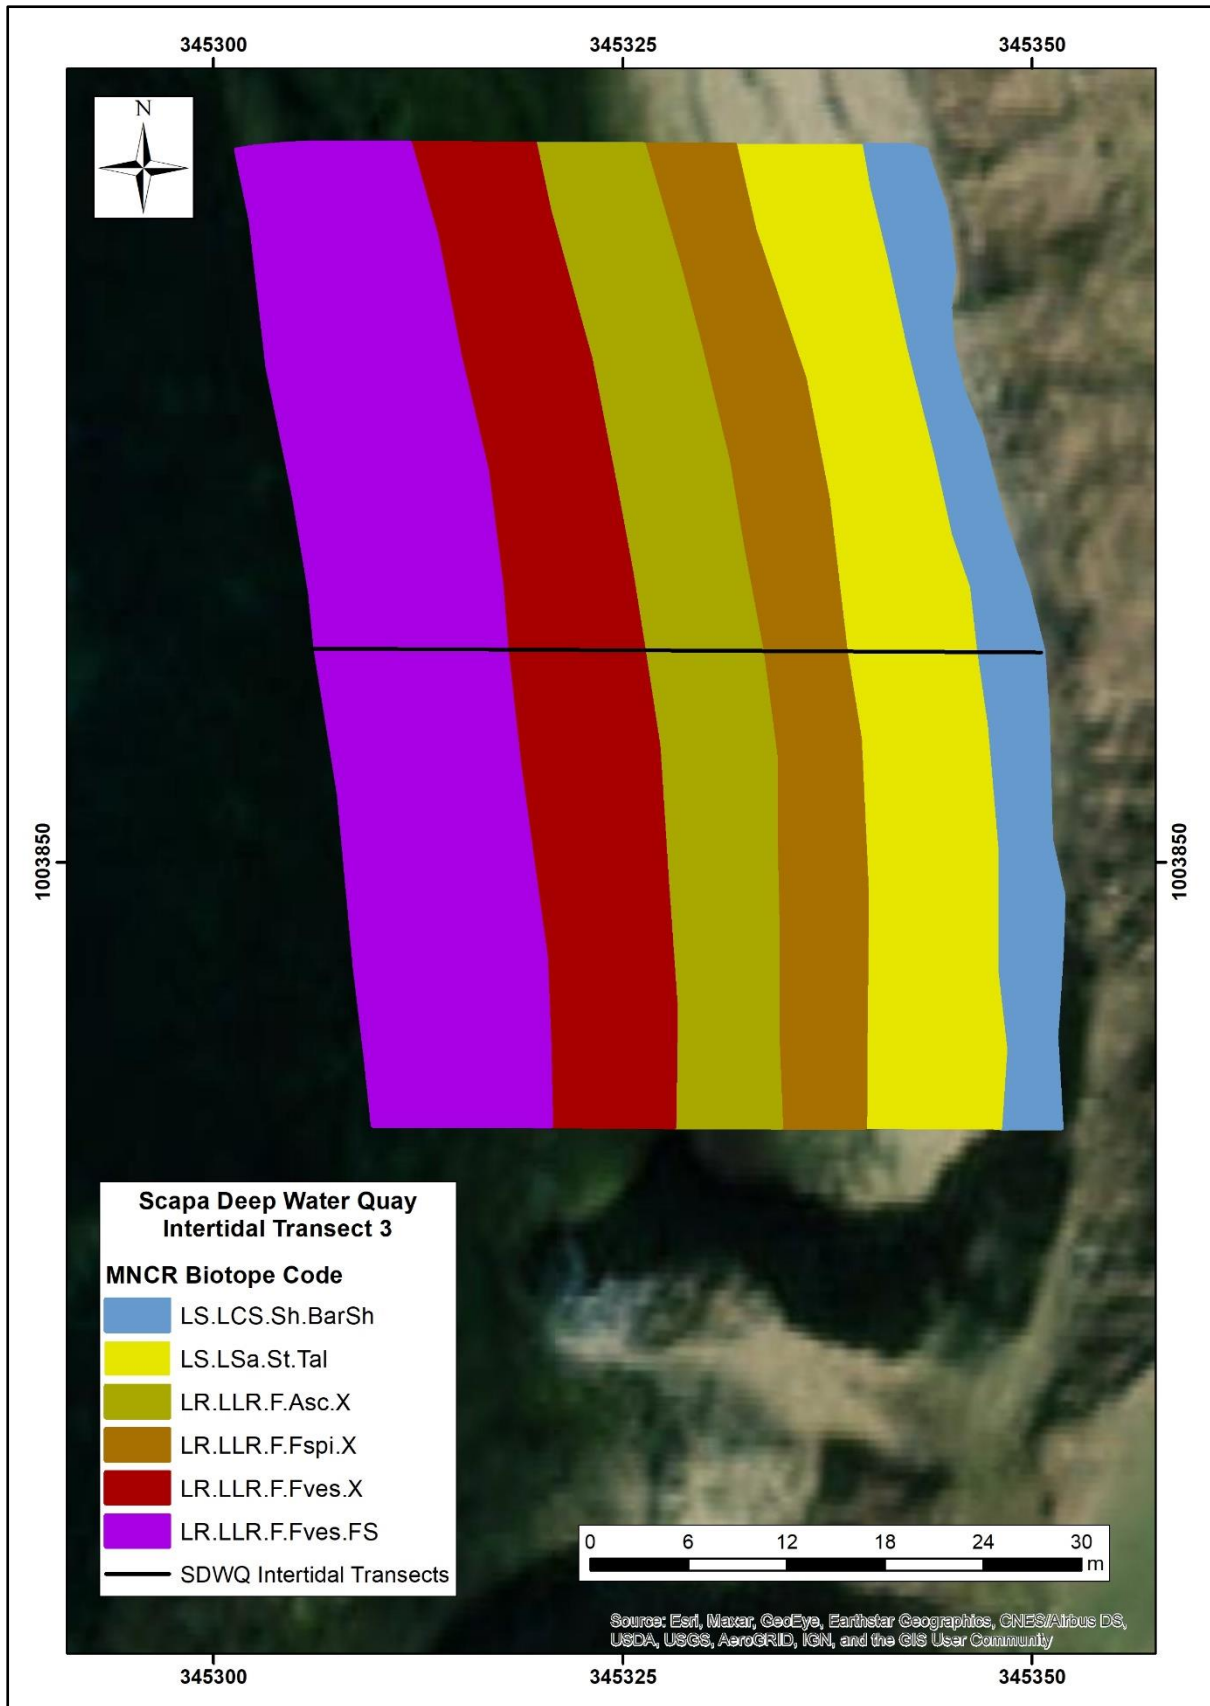 345300 345325 345350
N
1003850 1003850
Scapa Deep Water Quay
Intertidal Transect 3
MNCR Biotope Code
LS.LCS.Sh.BarSh
LS.LSa.St.Tal
LR.LLR.F.Asc.X
LR.LLR.F.Fspi.X
LR.LLR.F.Fves.X
LR.LLR.F.Fves.FS
SDWQ Intertidal Transects
0 6 12 18 24 30
m
Source: Esri, Maxar, GeoEye, Earthstar Geographics, CNES/Airbus DS,
USDA, USGS, AeroGRID, IGN, and the GIS User Community
345300 345325 345350